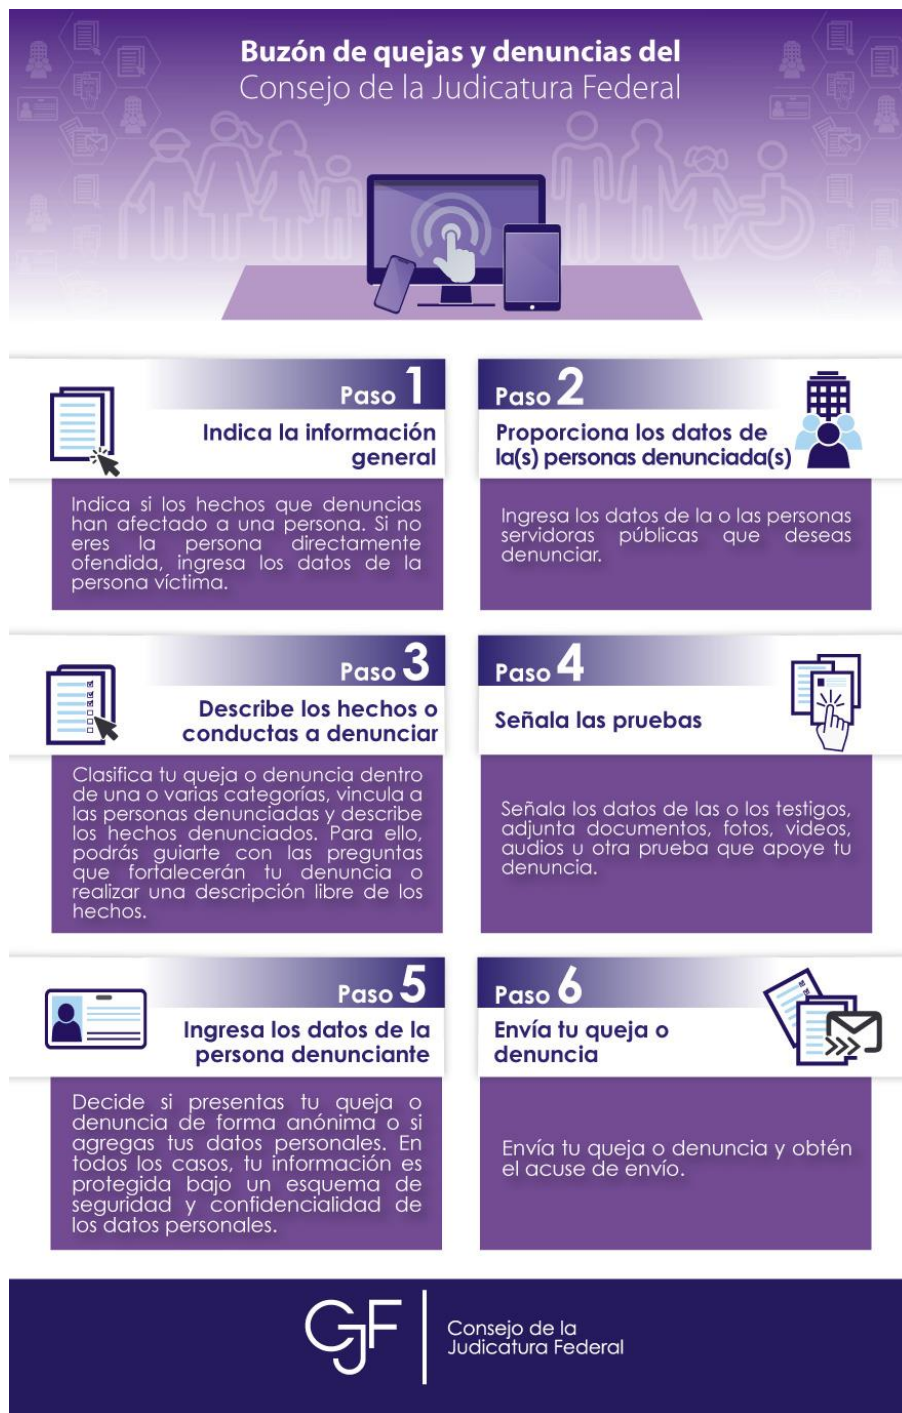 Buzón de quejas y denuncias del
Consejo de la Judicatura Federal
Paso 1
Indica la información
general
Indica si los hechos que denuncias
han afectado a una persona. Si no
eres la persona directamente
ofendida, ingresa los datos de la
persona víctima.
Paso 2
Proporciona los datos de
la(s) personas denunciada(s)
Ingresa los datos de la o las personas
servidoras públicas que deseas
denunciar.
Paso 3
Describe los hechos o
conductas a denunciar
Clasifica tu queja o denuncia dentro
de una o varias categorías, vincula a
las personas denunciadas y describe
los hechos denunciados. Para ello,
podrás guiarte con las preguntas
que fortalecerán tu denuncia o
realizar una descripción libre de los
hechos.
Paso 4
Señala las pruebas
Señala los datos de las o los testigos,
adjunta documentos, fotos, videos,
audios u otra prueba que apoye tu
denuncia.
Paso 5
Ingresa los datos de la
persona denunciante
Decide si presentas tu queja o
denuncia de forma anónima o si
agregas tus datos personales. En
todos los casos, tu información es
protegida bajo un esquema de
seguridad y confidencialidad de
los datos personales.
Paso 6
Envía tu queja o
denuncia
Envía tu queja o denuncia y obtén
el acuse de envío.
CJF
Consejo de la
Judicatura Federal